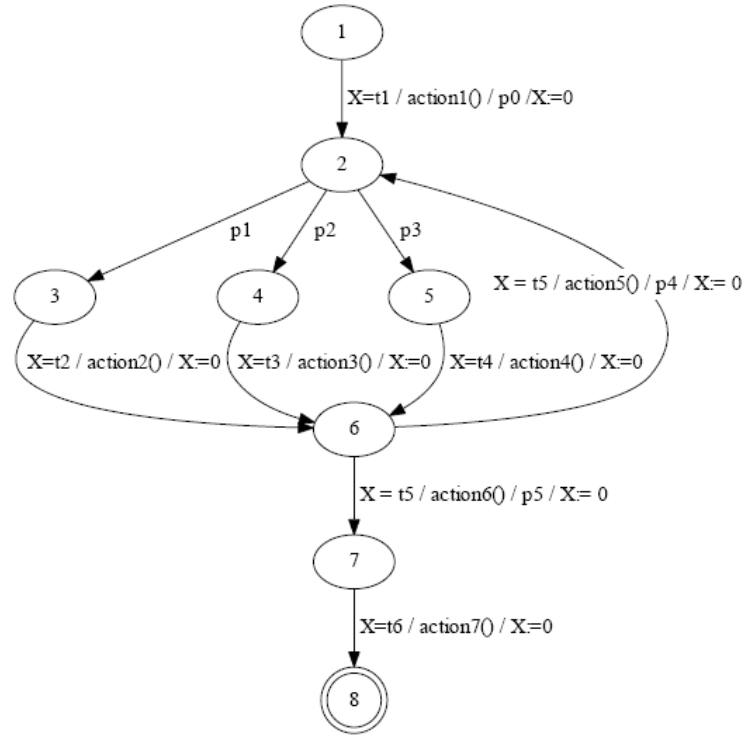 1
X=t1 / action1() / p0 /X:=0
2
p1
p2
p3
X = t5 / action5() / p4 / X:= 0
3
4
5
X=t2 / action2() / X:=0
X=t3 / action3() / X:=0
X=t4 / action4() / X:=0
6
X = t5 / action6() / p5 / X:= 0
7
X=t6 / action7() / X:=0
8